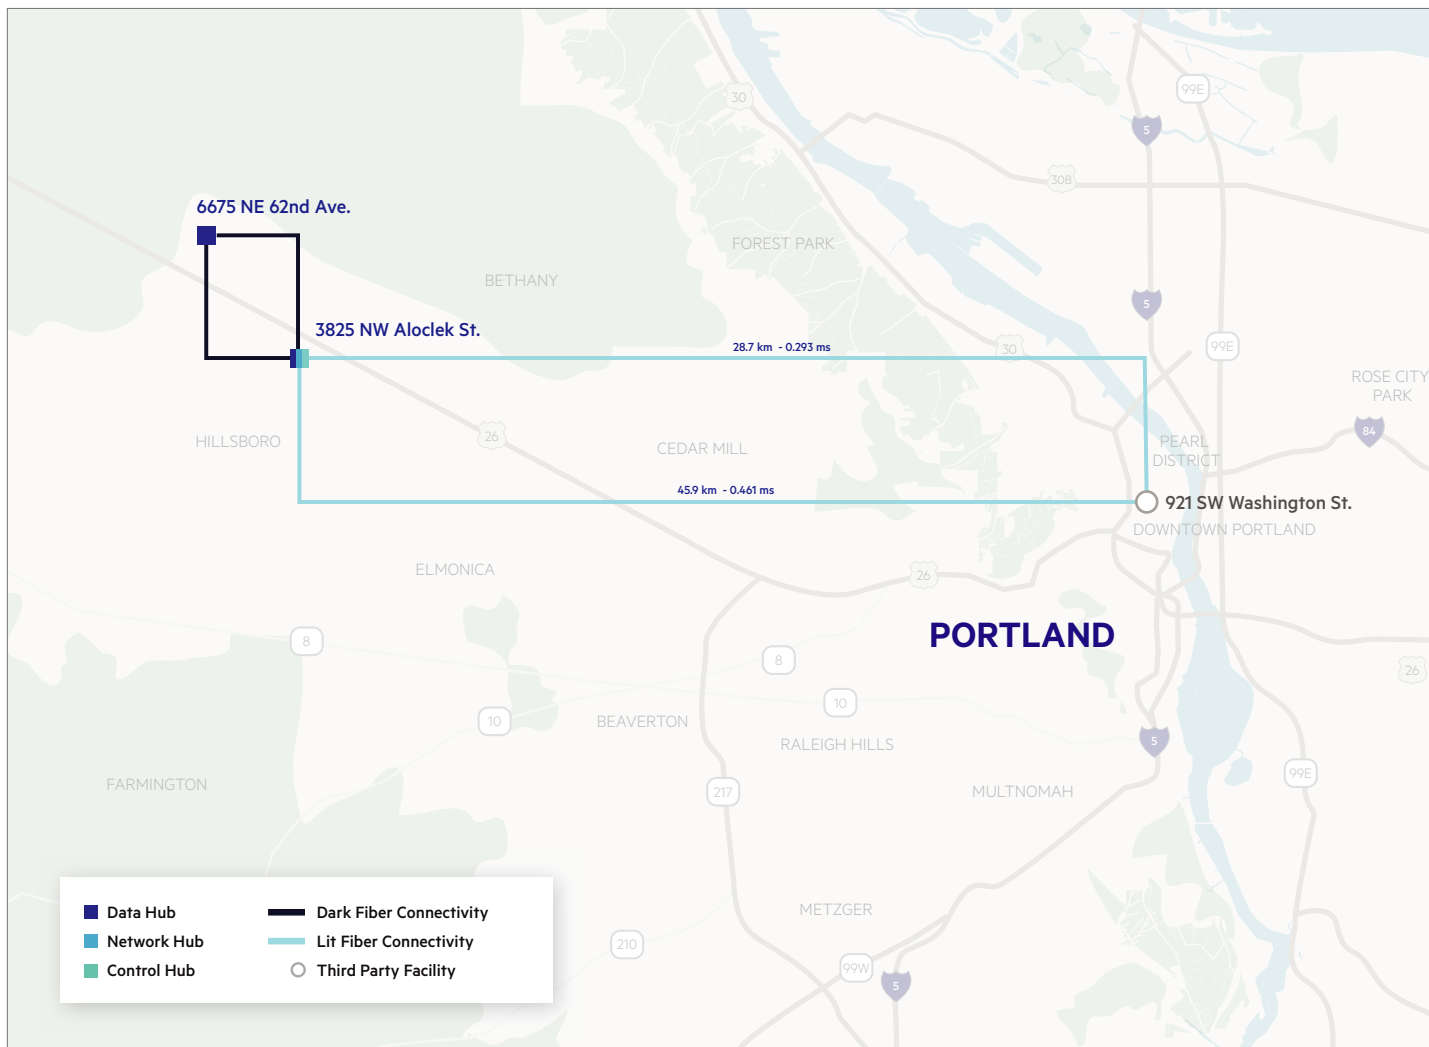 30
99E
5
30B
6675 NE 62nd Ave.
FOREST PARK
BETHANY
5
3825 NW Aloclek St.
28.7 km - 0.293 ms
30
99E
ROSE CITY
PARK
84
26
HILLSBORO
CEDAR MILL
PEARL
DISTRICT
45.9 km - 0.461 ms
921 SW Washington St.
DOWNTOWN PORTLAND
ELMONICA
26
PORTLAND
8
8
26
10
10
BEAVERTON
RALEIGH HILLS
5
FARMINGTON
217
MULTNOMAH
99E
METZGER
210
99W
5
Data Hub
Network Hub
Control Hub
Dark Fiber Connectivity
Lit Fiber Connectivity
Third Party Facility